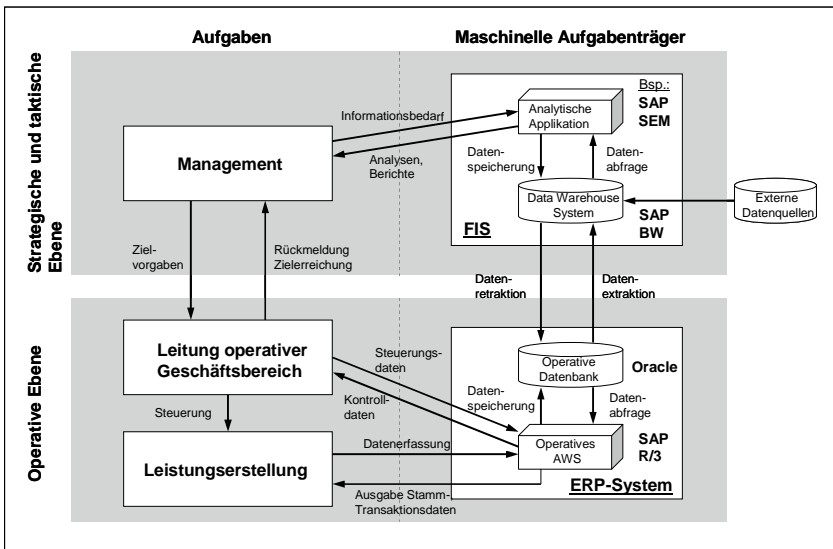 Aufgaben
Maschinelle Aufgabenträger
Strategische und taktische
Ebene
Bsp.:
SAP
SEM
Analytische
Applikation
Informationsbedarf
Management
Analysen,
Berichte
Daten-
speicherung
Daten-
abfrage
Data Warehouse
System
Externe
Datenquellen
FIS
SAP
BW
Ziel-
vorgaben
Rückmeldung
Zielerreichung
Daten-
retraktion
Daten-
extraktion
Operative Ebene
Leitung operativer
Geschäftsbereich
Steuerungs-
daten
Operative
Datenbank
Oracle
Kontroll-
daten
Daten-
speicherung
Daten-
abfrage
Steuerung
Leistungserstellung
Datenerfassung
Operatives
AWS
SAP
R/3
Ausgabe Stamm-
Transaktionsdaten
ERP-System